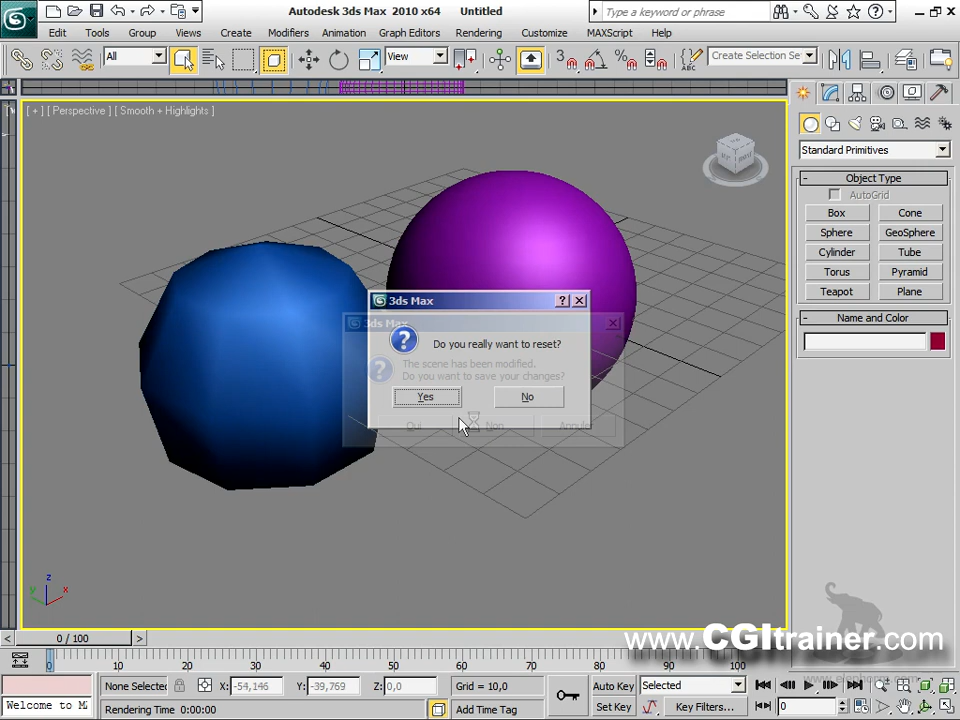 Autodesk 3ds Max 2010 x64 Untitled
Type a keyword or phrase
Edit Tools Group Views Create Modifiers Animation Graph Editors Rendering Customize MAXScript Help
All
View
3
Create Selection Se
[ + ] [ Perspective ] [ Smooth + Highlights ]
Standard Primitives
- Object Type
AutoGrid
Box Cone
Sphere GeoSphere
Cylinder Tube
Torus Pyramid
Teapot Plane
- Name and Color
3ds Max
3ds Max
Do you really want to reset?
The scene has been modified.
Do you want to save your changes?
Yes No
Oui Non Annule
z
y x
< 0 / 100 >
www.CGItrainer.com
0 10 20 30 40 50 60 70 80 90 100
None Selected X: -54,146 Y: -39,769 Z: 0,0 Grid = 10,0 Auto Key Selected
Welcome to M
Rendering Time 0:00:00 Add Time Tag Set Key Key Filters... 0